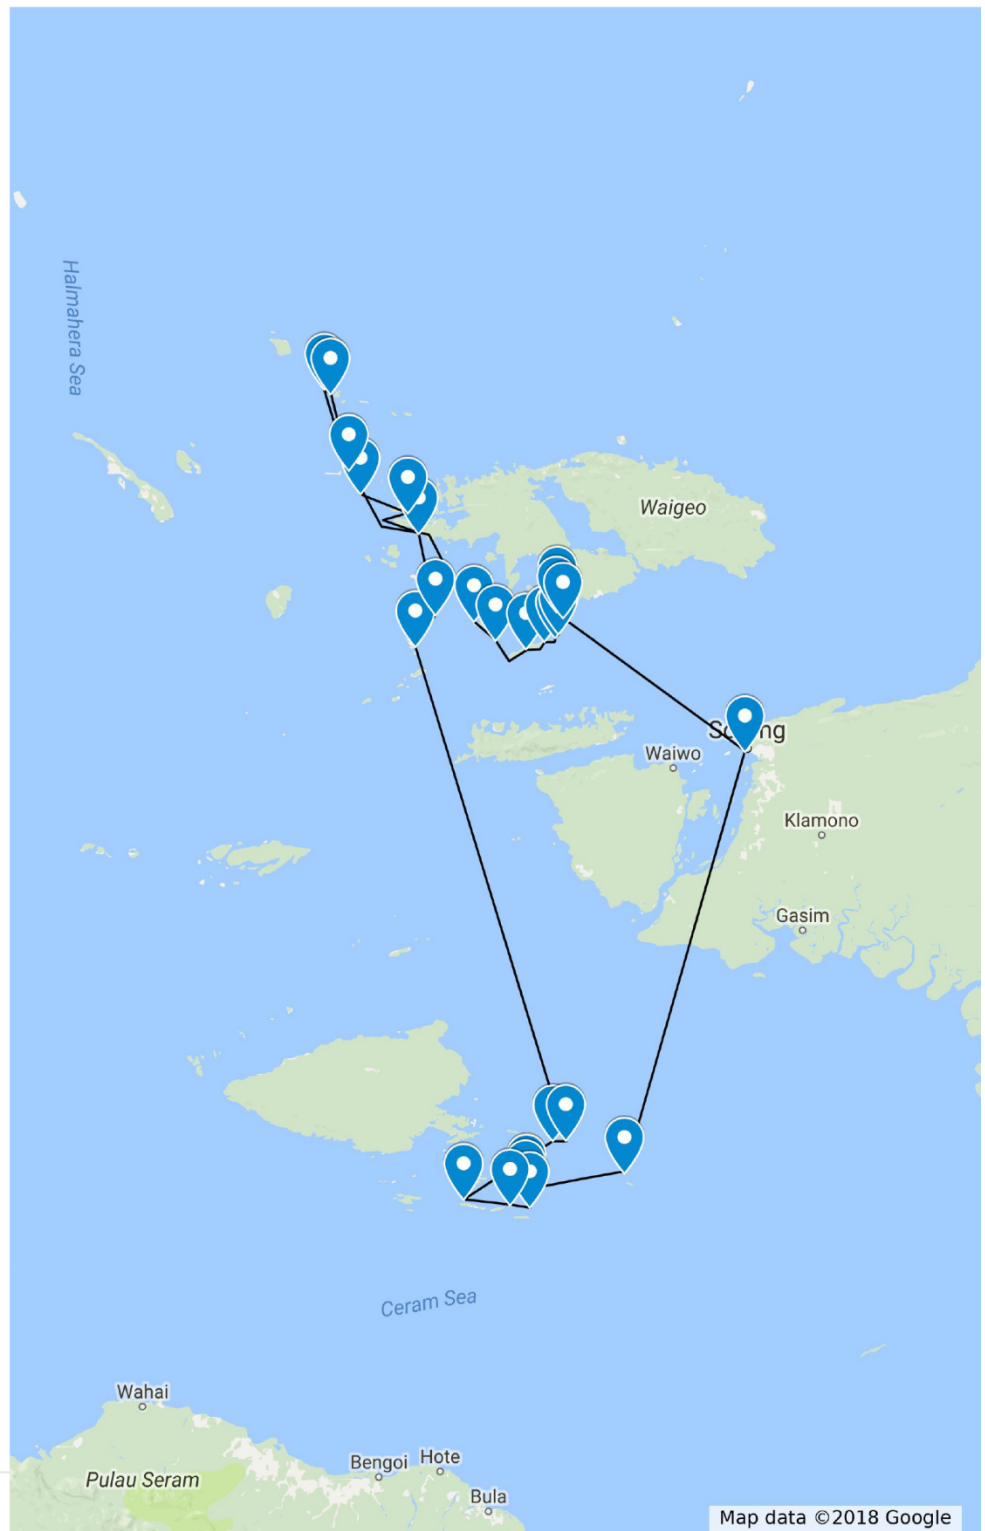 Halmahera Sea
Waigeo
Waiwo
Klamono
Gasim
Ceram Sea
Wahai
Bengoi
Hote
Pulau Seram
Bula
Map data ©2018 Google